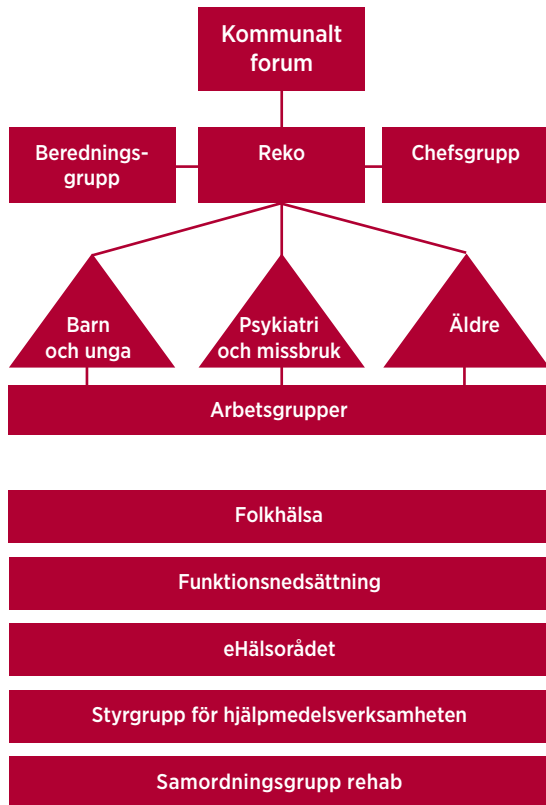 Kommunalt
forum
Berednings-
grupp
Reko
Chefsgrupp
Barn
och unga
Psykiatri
och missbruk
Äldre
Arbetsgrupper
Folkhälsa
Funktionsnedsättning
eHälsorådet
Styrgrupp för hjälpmedelsverksamheten
Samordningsgrupp rehab